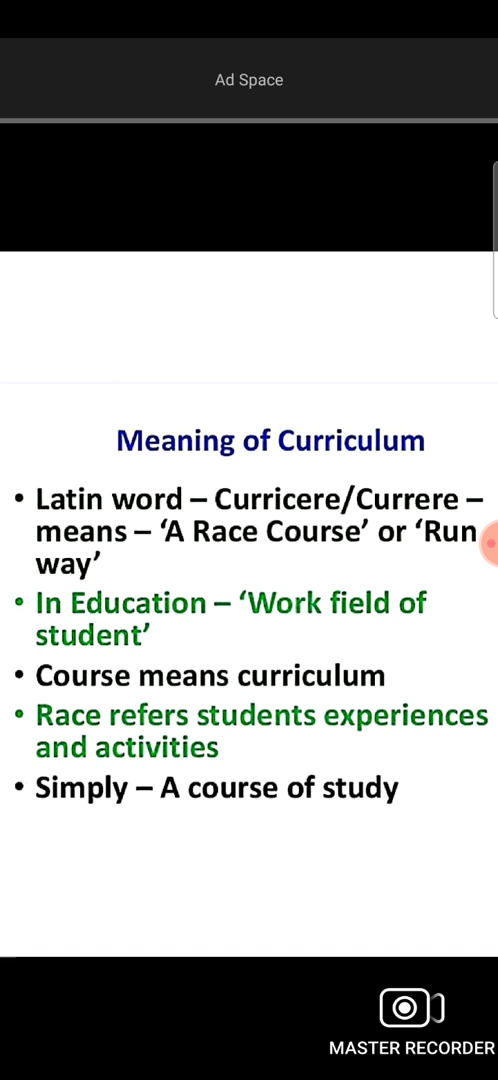 Ad Space
Meaning of Curriculum
• Latin word – Curricere/Currere –
means – ‘A Race Course’ or ‘Run
way’
• In Education – ‘Work field of
student’
• Course means curriculum
• Race refers students experiences
and activities
• Simply – A course of study
MASTER RECORDER